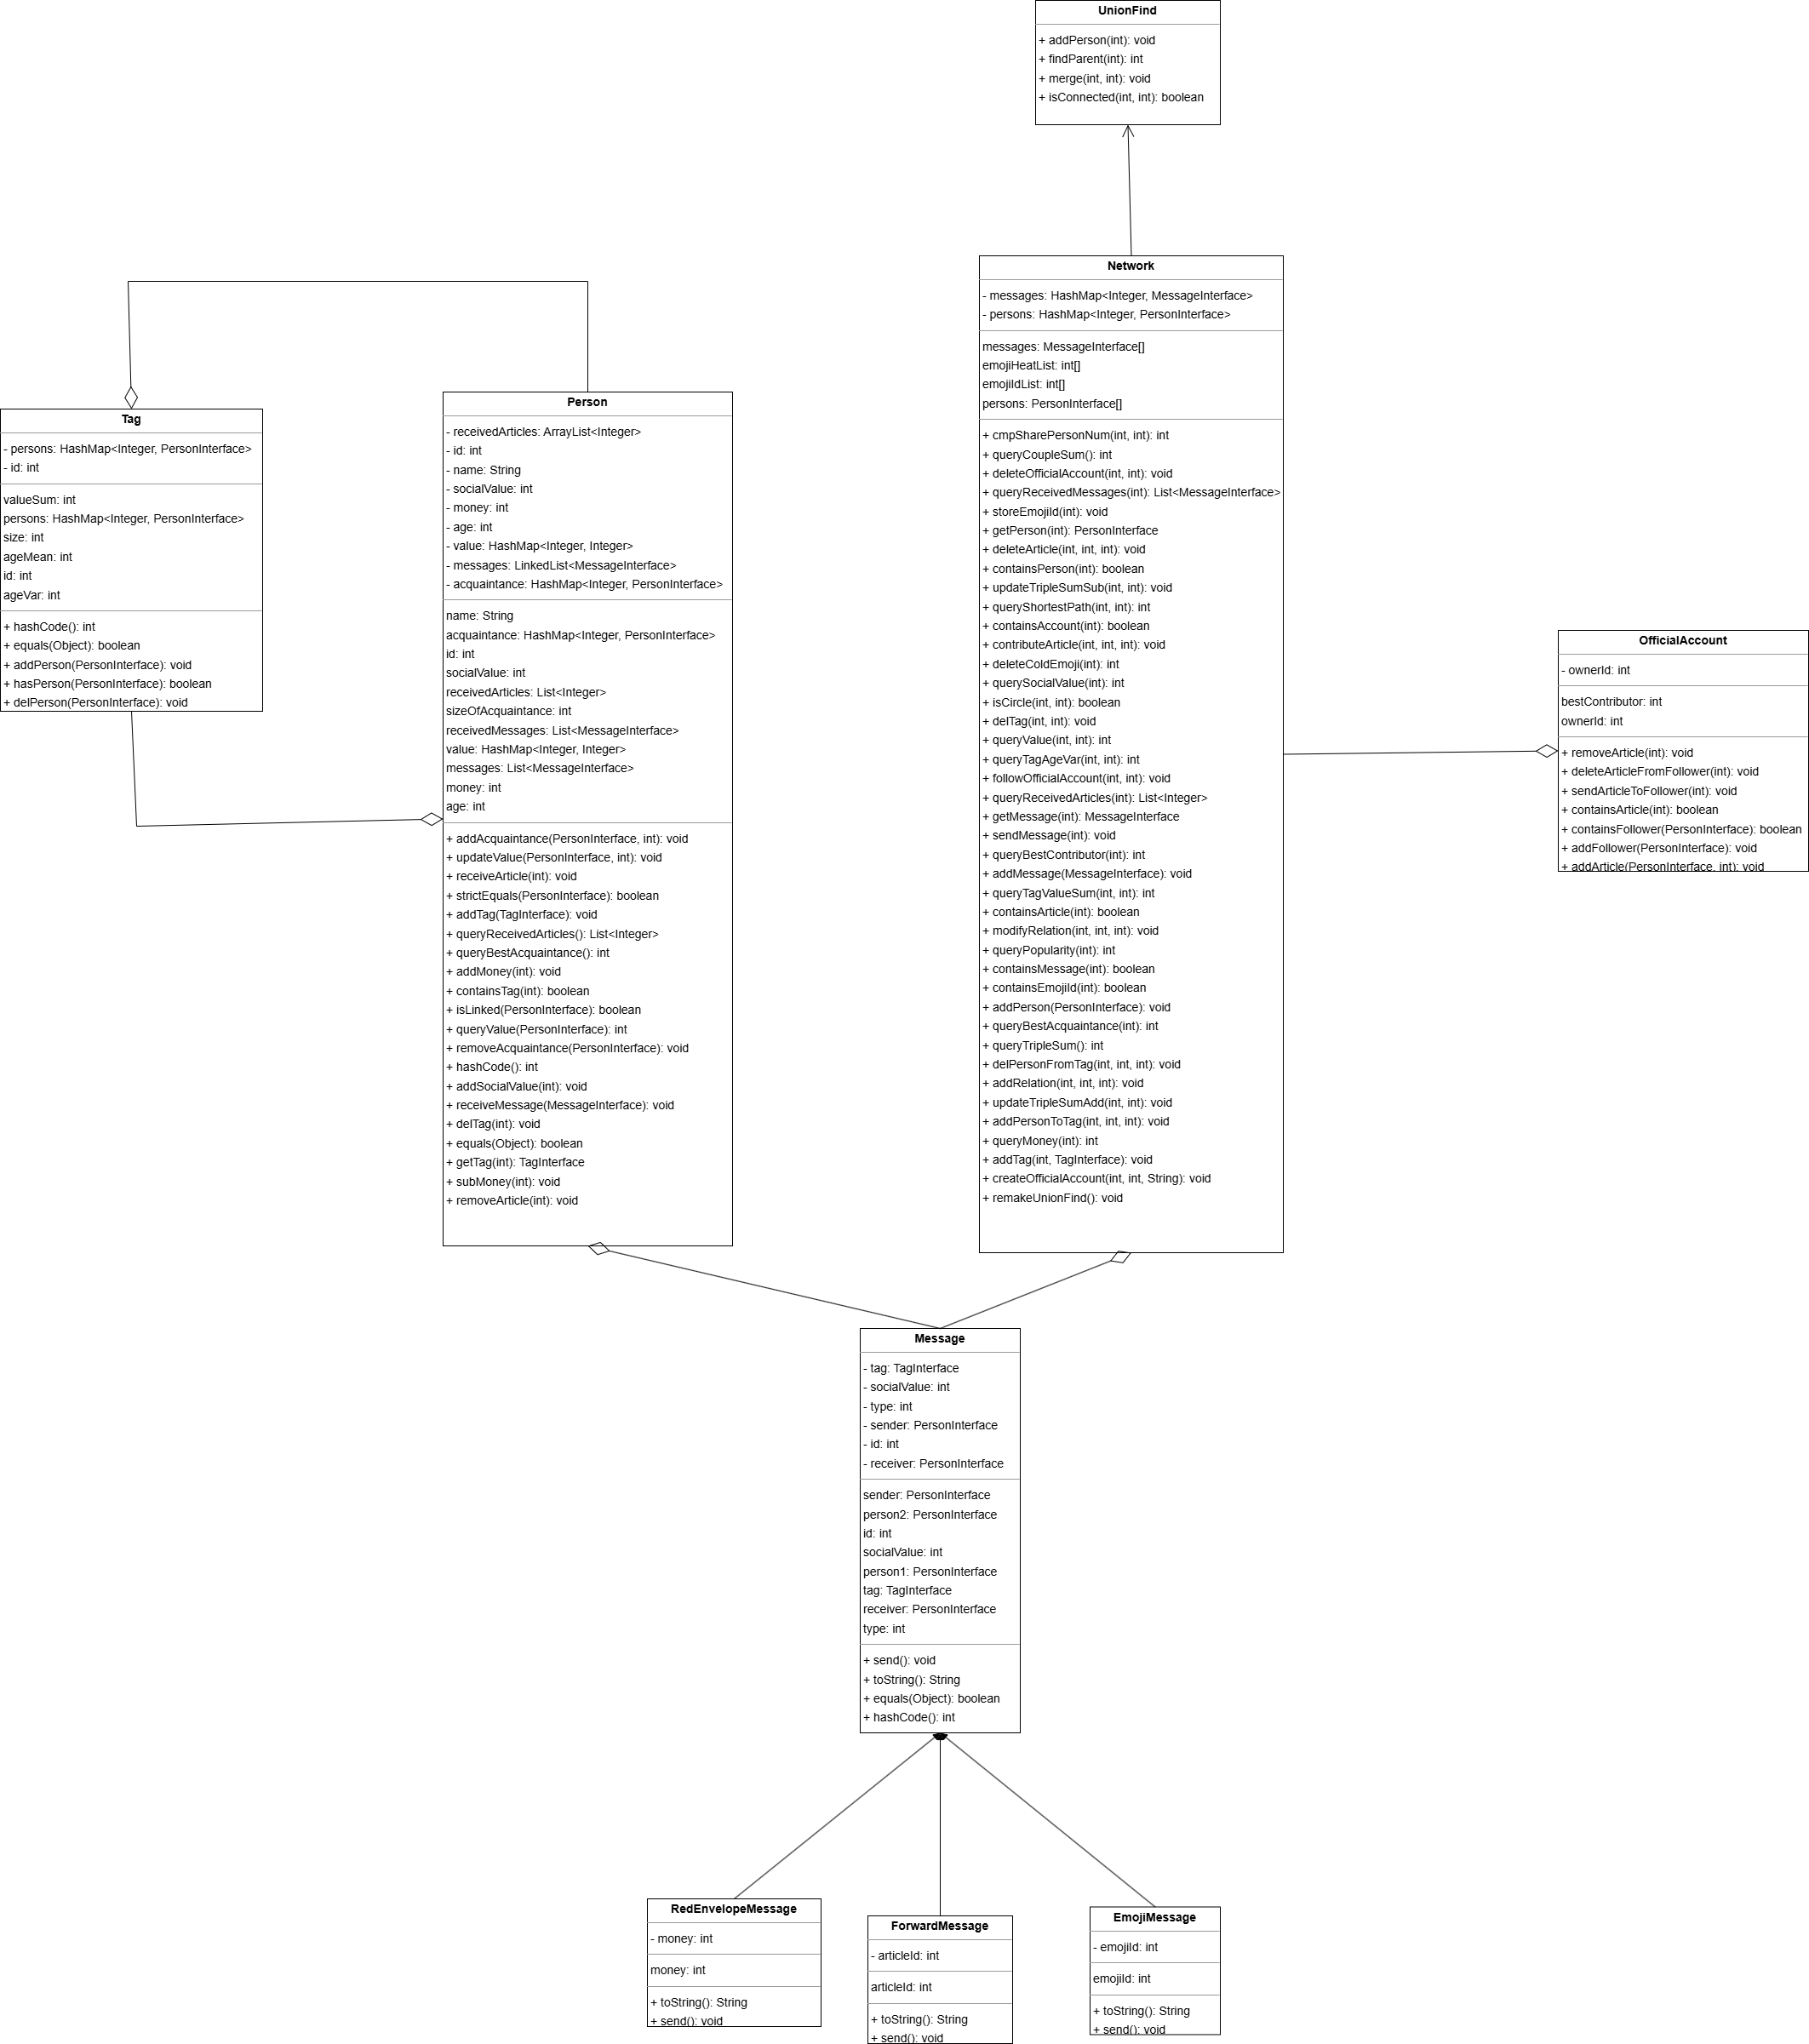 UnionFind
+ addPerson(int): void
+ findParent(int): int
+ merge(int, int): void
+ isConnected(int, int): boolean
Network
- messages: HashMap<Integer, MessageInterface>
- persons: HashMap<Integer, PersonInterface>
messages: MessageInterface[]
emojiHeatList: int[]
emojiIdList: int[]
persons: PersonInterface[]
+ cmpSharePersonNum(int, int): int
+ queryCoupleSum(): int
+ deleteOfficialAccount(int, int): void
+ queryReceivedMessages(int): List<MessageInterface>
+ storeEmojiId(int): void
+ getPerson(int): PersonInterface
+ deleteArticle(int, int, int): void
+ containsPerson(int): boolean
+ updateTripleSumSub(int, int): void
+ queryShortestPath(int, int): int
+ containsAccount(int): boolean
+ contributeArticle(int, int, int): void
+ deleteColdEmoji(int): int
+ querySocialValue(int): int
+ isCircle(int, int): boolean
+ delTag(int, int): void
+ queryValue(int, int): int
+ queryTagAgeVar(int, int): int
+ followOfficialAccount(int, int): void
+ queryReceivedArticles(int): List<Integer>
+ getMessage(int): MessageInterface
+ sendMessage(int): void
+ queryBestContributor(int): int
+ addMessage(MessageInterface): void
+ queryTagValueSum(int, int): int
+ containsArticle(int): boolean
+ modifyRelation(int, int, int): void
+ queryPopularity(int): int
+ containsMessage(int): boolean
+ containsEmojiId(int): boolean
+ addPerson(PersonInterface): void
+ queryBestAcquaintance(int): int
+ queryTripleSum(): int
+ delPersonFromTag(int, int, int): void
+ addRelation(int, int, int): void
+ updateTripleSumAdd(int, int): void
+ addPersonToTag(int, int, int): void
+ queryMoney(int): int
+ addTag(int, TagInterface): void
+ createOfficialAccount(int, int, String): void
+ remakeUnionFind(): void
Person
- receivedArticles: ArrayList<Integer>
- id: int
- name: String
- socialValue: int
- money: int
- age: int
- value: HashMap<Integer, Integer>
- messages: LinkedList<MessageInterface>
- acquaintance: HashMap<Integer, PersonInterface>
name: String
acquaintance: HashMap<Integer, PersonInterface>
id: int
socialValue: int
receivedArticles: List<Integer>
sizeOfAcquaintance: int
receivedMessages: List<MessageInterface>
value: HashMap<Integer, Integer>
messages: List<MessageInterface>
money: int
age: int
+ addAcquaintance(PersonInterface, int): void
+ updateValue(PersonInterface, int): void
+ receiveArticle(int): void
+ strictEquals(PersonInterface): boolean
+ addTag(TagInterface): void
+ queryReceivedArticles(): List<Integer>
+ queryBestAcquaintance(): int
+ addMoney(int): void
+ containsTag(int): boolean
+ isLinked(PersonInterface): boolean
+ queryValue(PersonInterface): int
+ removeAcquaintance(PersonInterface): void
+ hashCode(): int
+ addSocialValue(int): void
+ receiveMessage(MessageInterface): void
+ delTag(int): void
+ equals(Object): boolean
+ getTag(int): TagInterface
+ subMoney(int): void
+ removeArticle(int): void
Tag
- persons: HashMap<Integer, PersonInterface>
- id: int
valueSum: int
persons: HashMap<Integer, PersonInterface>
size: int
ageMean: int
id: int
ageVar: int
+ hashCode(): int
+ equals(Object): boolean
+ addPerson(PersonInterface): void
+ hasPerson(PersonInterface): boolean
+ delPerson(PersonInterface): void
OfficialAccount
- ownerId: int
bestContributor: int
ownerId: int
+ removeArticle(int): void
+ deleteArticleFromFollower(int): void
+ sendArticleToFollower(int): void
+ containsArticle(int): boolean
+ containsFollower(PersonInterface): boolean
+ addFollower(PersonInterface): void
+ addArticle(PersonInterface, int): void
Message
- tag: TagInterface
- socialValue: int
- type: int
- sender: PersonInterface
- id: int
- receiver: PersonInterface
sender: PersonInterface
person2: PersonInterface
id: int
socialValue: int
person1: PersonInterface
tag: TagInterface
receiver: PersonInterface
type: int
+ send(): void
+ toString(): String
+ equals(Object): boolean
+ hashCode(): int
RedEnvelopeMessage
- money: int
money: int
+ toString(): String
+ send(): void
ForwardMessage
- articleId: int
articleId: int
+ toString(): String
+ send(): void
EmojiMessage
- emojiId: int
emojiId: int
+ toString(): String
+ send(): void